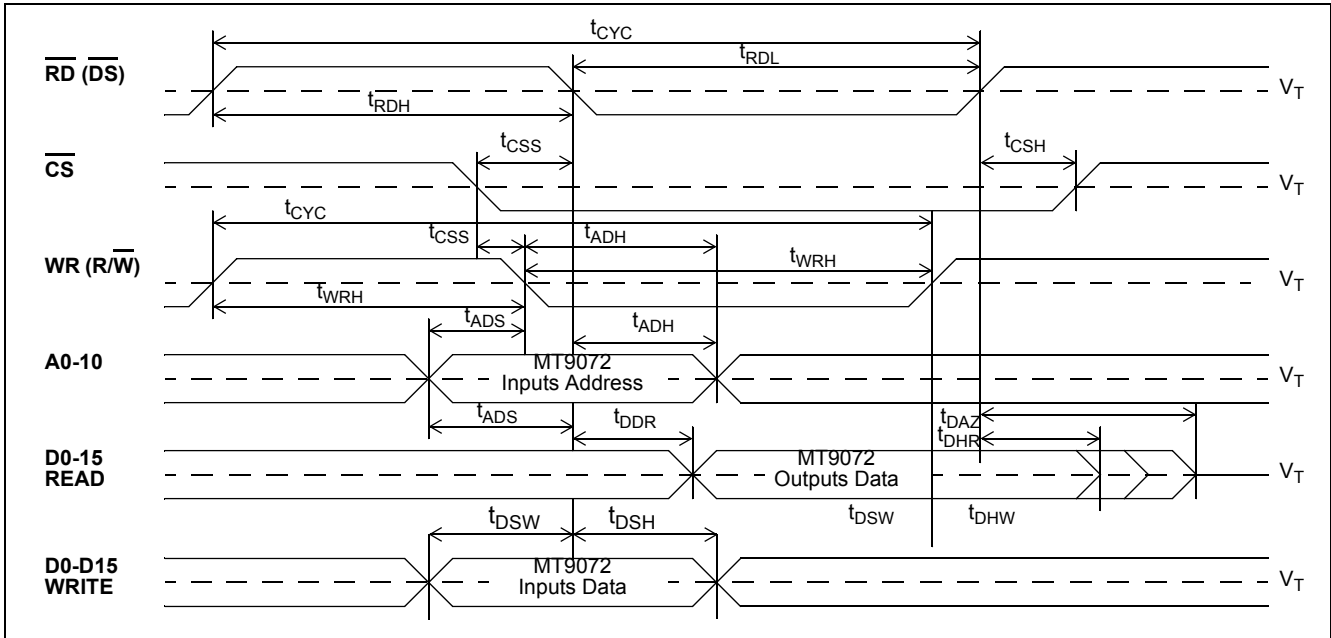 tCYC
tRDL
RD (DS)
VT
tRDH
tCSS
tCSH
CS
VT
tCYC
tCSS
tADH
WR (R/W)
tWRH
VT
tWRH
tADS
tADH
A0-10
MT9072
Inputs Address
VT
tADS
tDDR
tDAZ
tDHR
D0-15
READ
MT9072
Outputs Data
VT
tDSW
tDSH
tDSW
tDHW
D0-D15
WRITE
MT9072
Inputs Data
VT